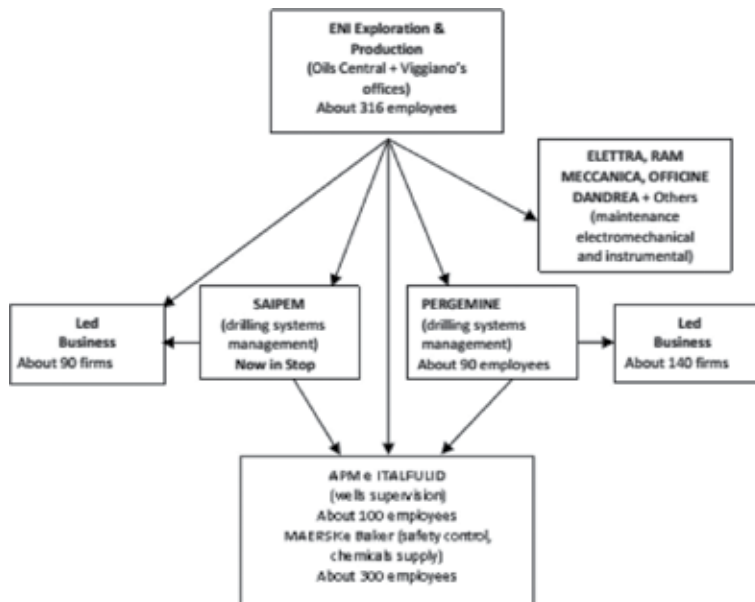 ENI Exploration &
Production
(Oils Central + Viggiano's
offices)
About 316 employees
ELETTRA, RAM
MECCANICA, OFFICINE
DANDREA + Others
(maintenance
electromechanical
and instrumental)
Led
Business
About 90 firms
SAIPEM
(drilling systems
management)
Now in Stop
PERGEMINE
(drilling systems
management)
About 90 employees
Led
Business
About 140 firms
APM e ITALFULID
(wells supervision)
About 100 employees
MAERSK e Baker (safety control,
chemicals supply)
About 300 employees